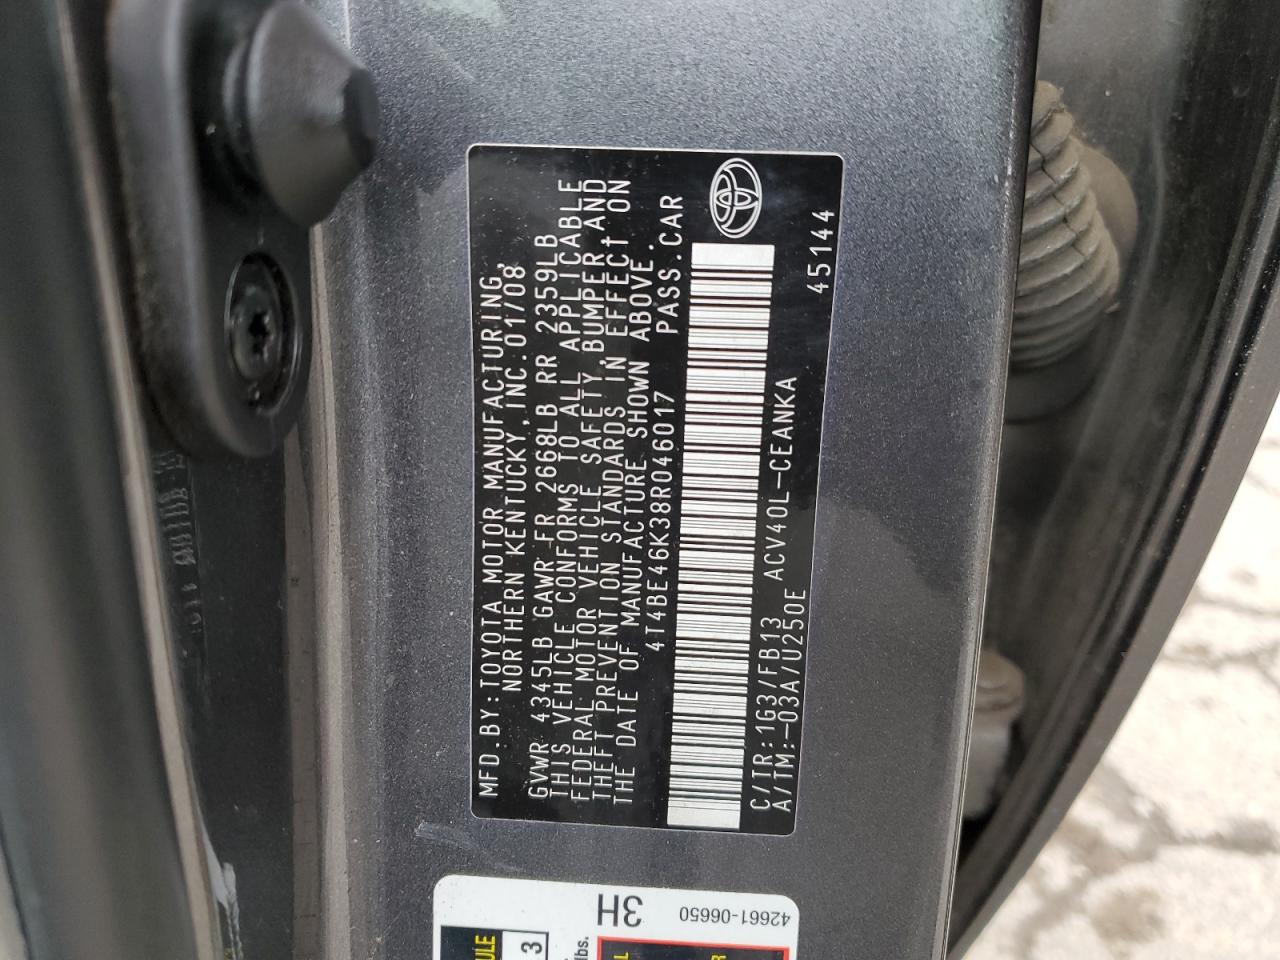 MFD.BY:TOYOTA MOTOR MANUFACTURING,
NORTHERN KENTUCKY,INC.01/08
GVWR 4345LB GAWR FR 2668LB RR 2359LB
THIS VEHICLE CONFORMS TO ALL APPLICABLE
FEDERAL MOTOR VEHICLE SAFETY,BUMPER,AND
THEFT PREVENTION STANDARDS IN EFFECT ON
THE DATE OF MANUFACTURE SHOWN ABOVE.
4T4BE46K38R046017 PASS.CAR
C/TR:1G3/FB13 ACV40L-CEANKA
A/TM:-03A/U250E
45144
3H
42661-06650
3
lbs.